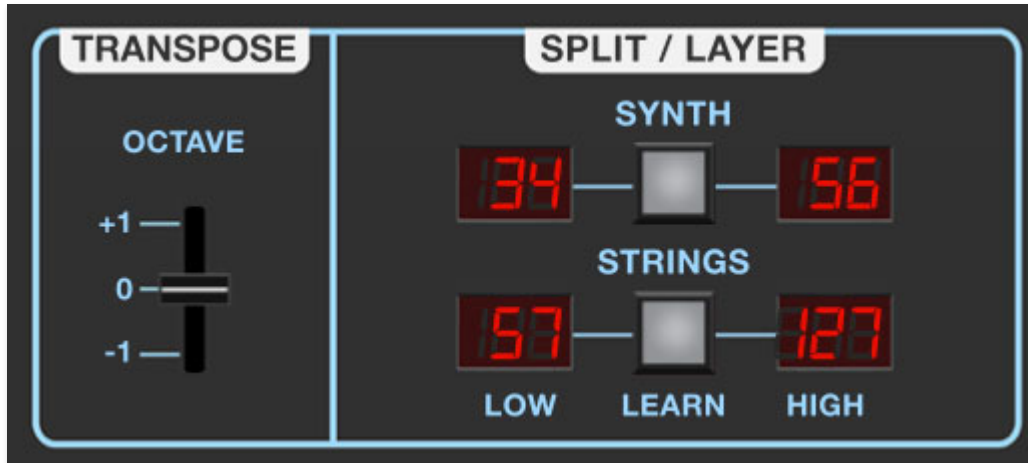 TRANSPOSE
OCTAVE
+1
0
-1
SPLIT / LAYER
SYNTH
34 56
STRINGS
57 127
LOW LEARN HIGH